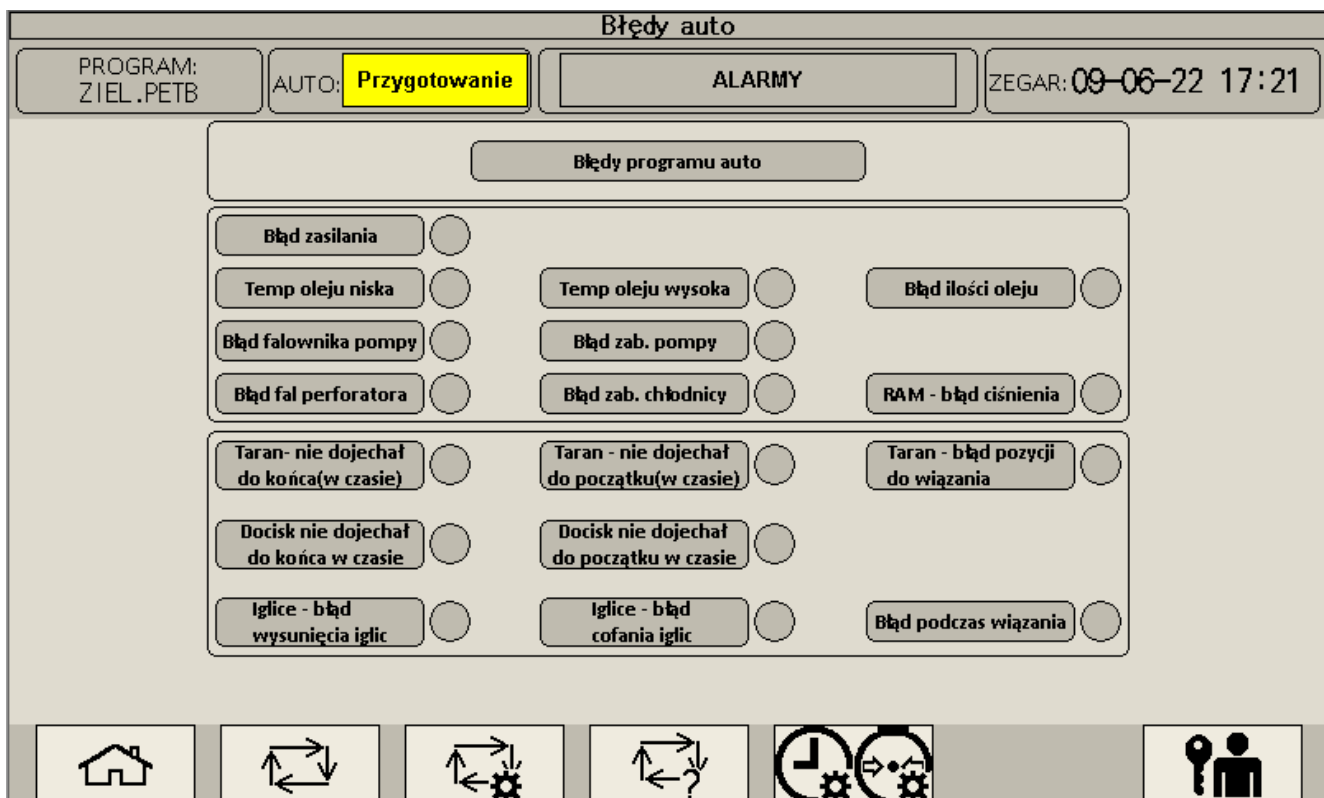 Błędy auto
PROGRAM:
ZIEL.PETB
AUTO: Przygotowanie
ALARMY
ZEGAR: 09-06-22 17:21
Błędy programu auto
Błąd zasilania
Temp oleju niska
Temp oleju wysoka
Błąd ilości oleju
Błąd falownika pompy
Błąd zab. pompy
Błąd fal perforatora
Błąd zab. chłodnicy
RAM - błąd ciśnienia
Taran- nie dojechał
do końca(w czasie)
Taran - nie dojechał
do początku(w czasie)
Taran - błąd pozycji
do wiązania
Docisk nie dojechał
do końca w czasie
Docisk nie dojechał
do początku w czasie
Iglice - błąd
wysunięcia iglic
Iglice - błąd
cofania iglic
Błąd podczas wiązania
?